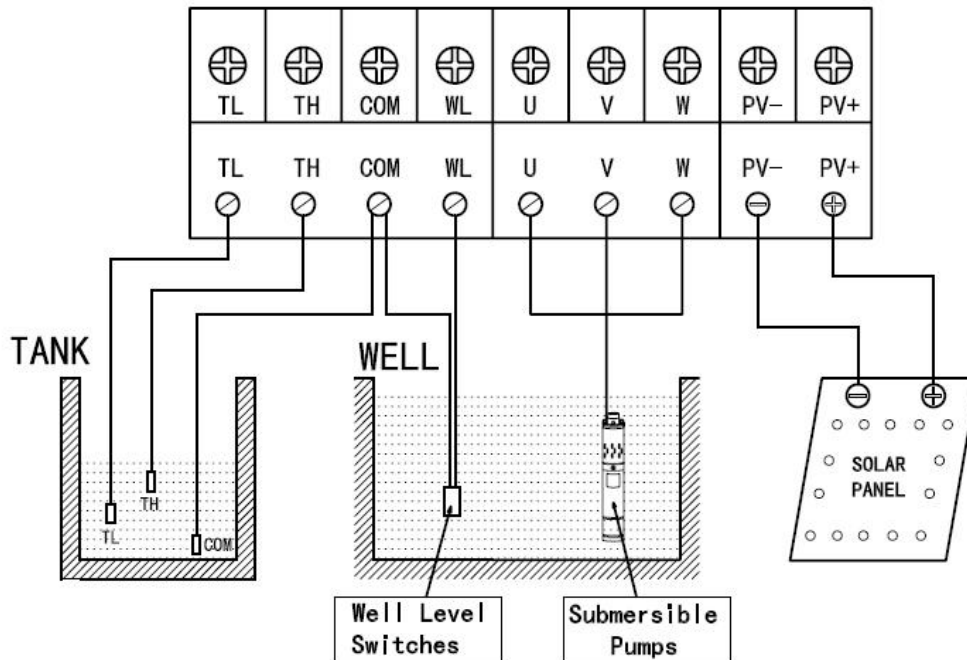 TL TH COM WL U V W PV- PV+
TL TH COM WL U V W PV- PV+
TANK
WELL
TH
TL
COM
SOLAR
PANEL
Well Level
Switches
Submersible
Pumps